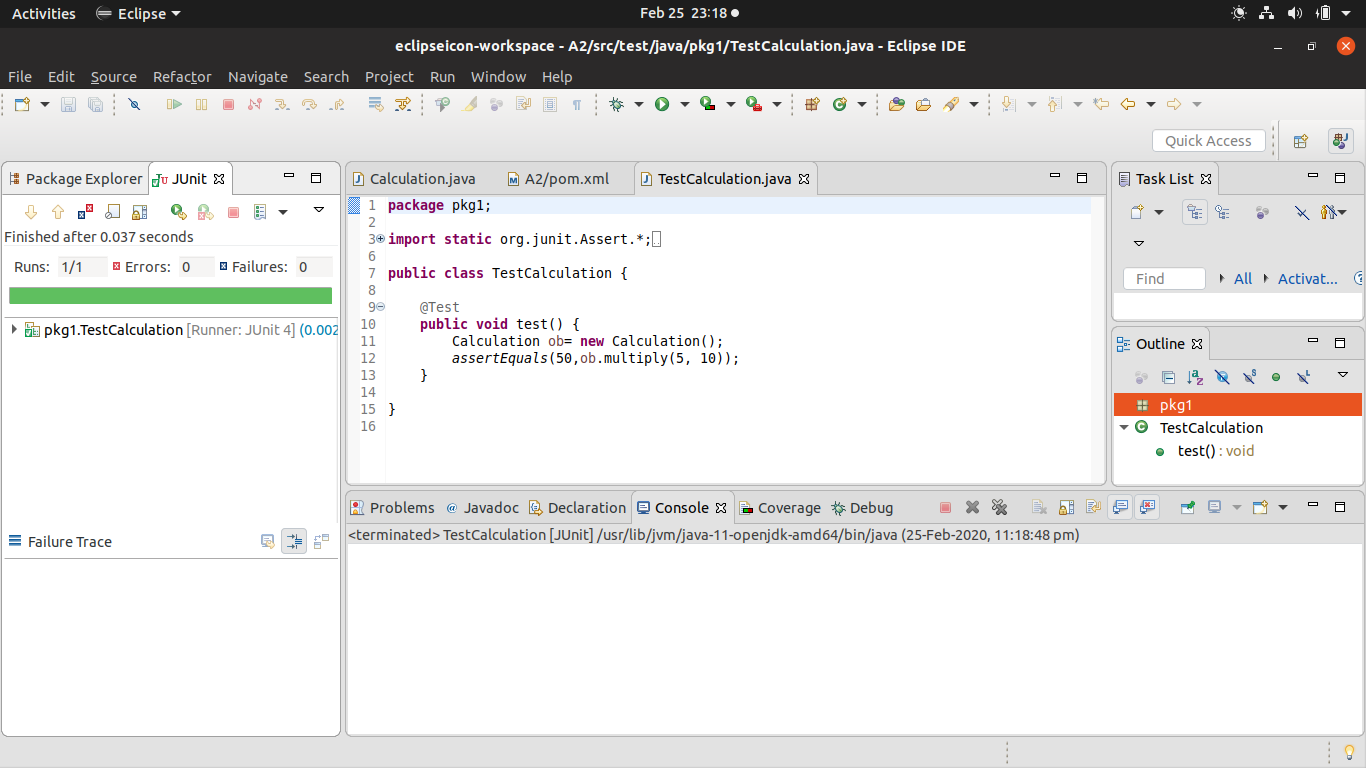 Activities Eclipse Feb 25 23:18
eclipseicon-workspace - A2/src/test/java/pkg1/TestCalculation.java - Eclipse IDE
File Edit Source Refactor Navigate Search Project Run Window Help
Quick Access
Package Explorer JUnit
Finished after 0.037 seconds
Runs: 1/1 Errors: 0 Failures: 0
pkg1.TestCalculation [Runner: JUnit 4] (0.002
Failure Trace
Calculation.java A2/pom.xml TestCalculation.java
1 package pkg1;
2
3 import static org.junit.Assert.*;
6
7 public class TestCalculation {
8
9 @Test
10 public void test() {
11 Calculation ob= new Calculation();
12 assertEquals(50,ob.multiply(5, 10));
13 }
14
15 }
16
Task List
Find All Activat...
Outline
pkg1
TestCalculation
test() : void
Problems Javadoc Declaration Console Coverage Debug
<terminated> TestCalculation [JUnit] /usr/lib/jvm/java-11-openjdk-amd64/bin/java (25-Feb-2020, 11:18:48 pm)